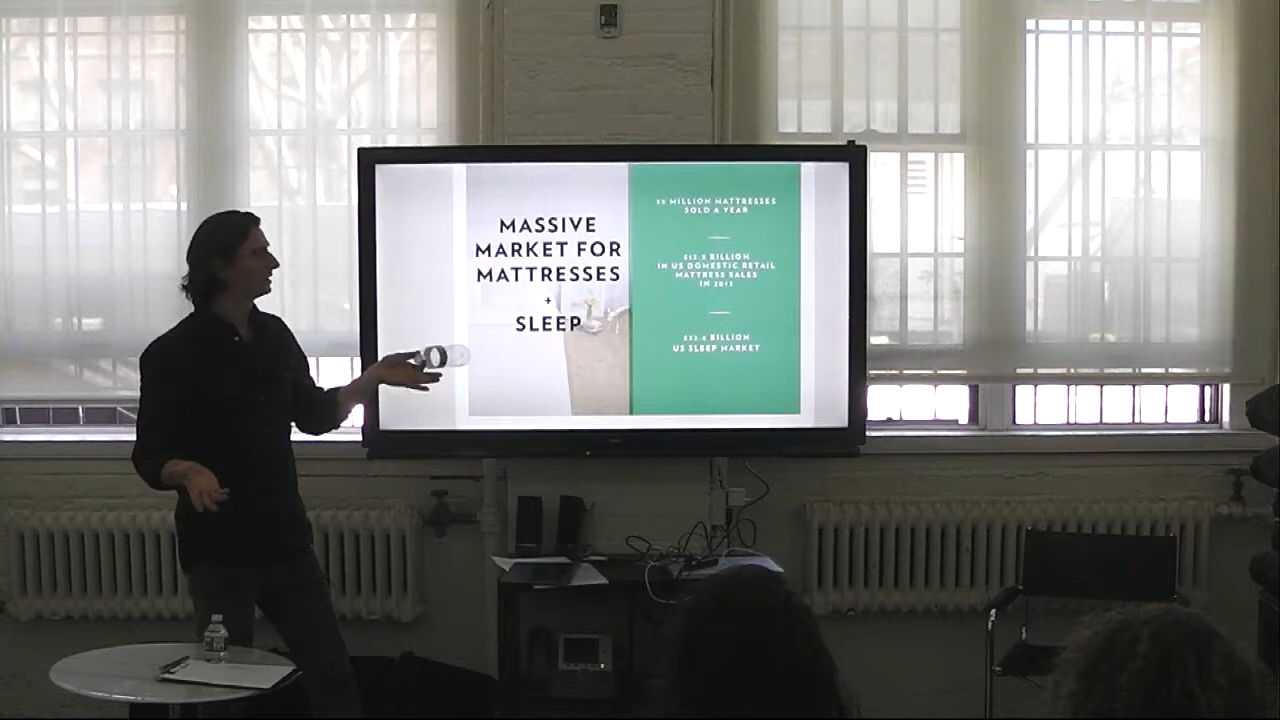 MASSIVE
MARKET FOR
MATTRESSES
+
SLEEP
MILLION MATTRESSES
SOLD A YEAR
BILLION
IN US DOMESTIC RETAIL
MATTRESS SALES
IN
BILLION
US SLEEP MARKET